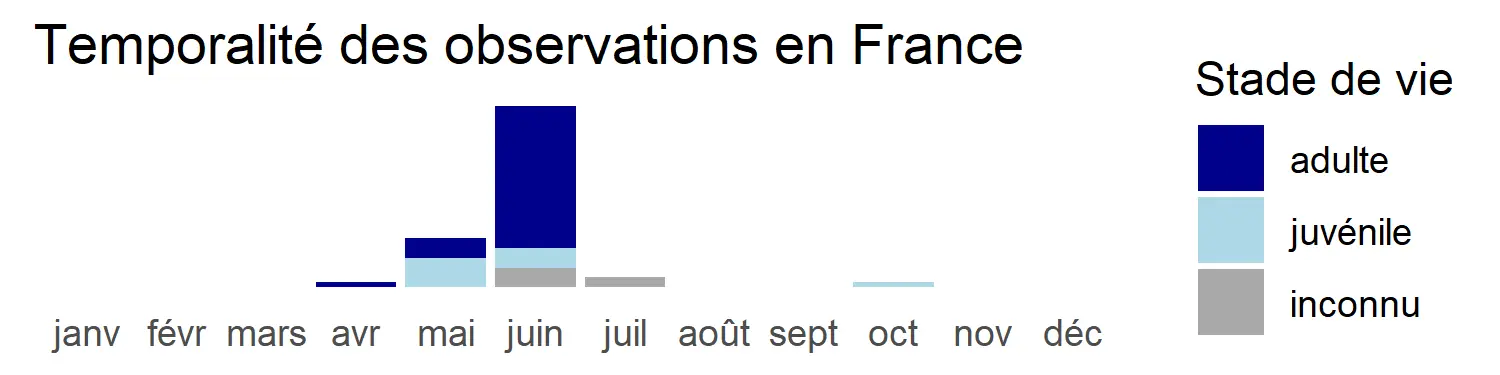 Temporalité des observations en France
Stade de vie
adulte
juvénile
inconnu
janv févr mars avr mai juin juil août sept oct nov déc